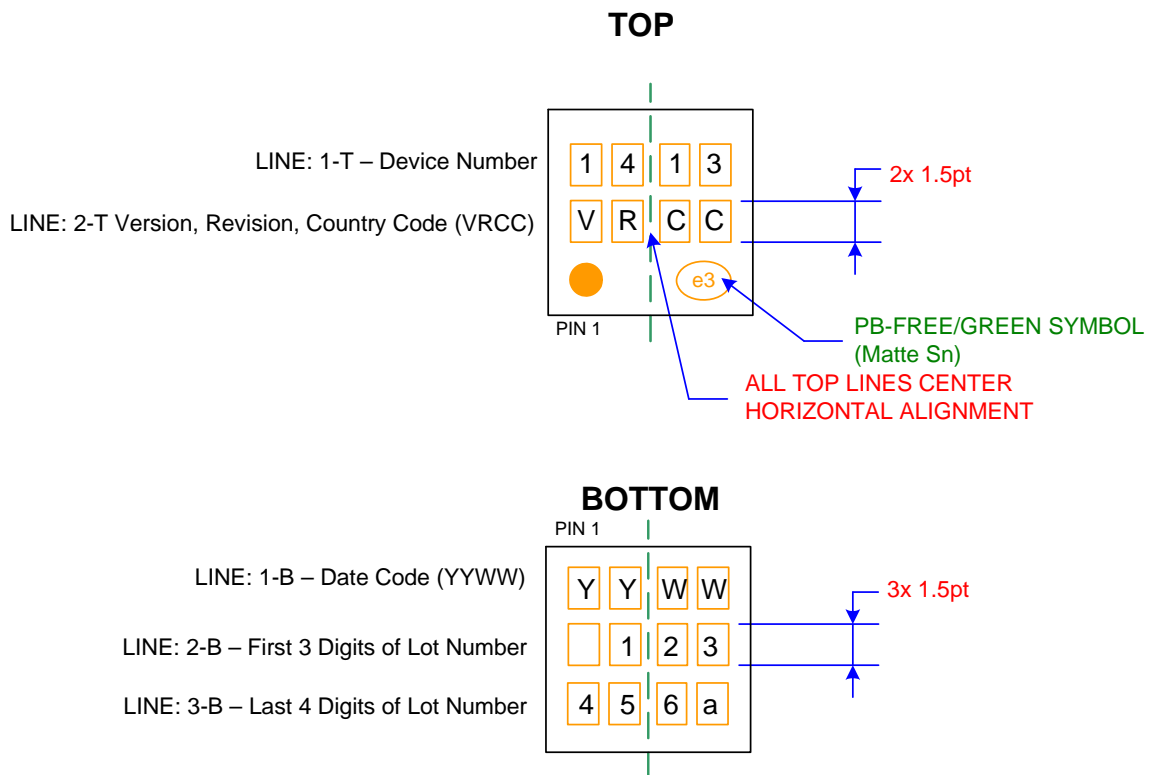 TOP
LINE: 1-T – Device Number
1 4 1 3
2x 1.5pt
LINE: 2-T Version, Revision, Country Code (VRCC)
V R C C
e3
PIN 1
PB-FREE/GREEN SYMBOL
(Matte Sn)
ALL TOP LINES CENTER
HORIZONTAL ALIGNMENT
BOTTOM
PIN 1
LINE: 1-B – Date Code (YYWW)
Y Y W W
3x 1.5pt
LINE: 2-B – First 3 Digits of Lot Number
1 2 3
LINE: 3-B – Last 4 Digits of Lot Number
4 5 6 a